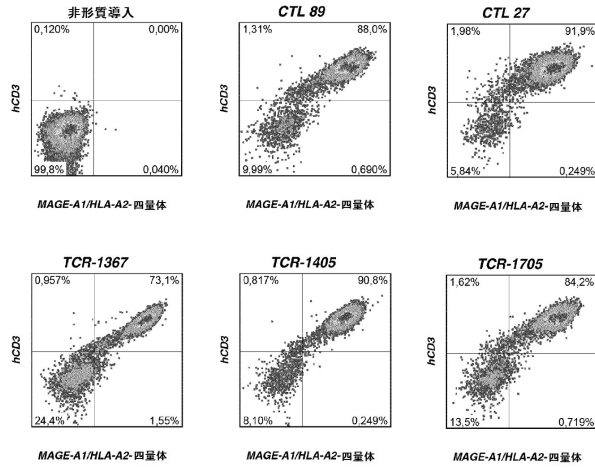 非形質導入
0,120% 0,00%
hCD3
99,8% 0,040%
MAGE-A1/HLA-A2-四量体
CTL 89
1,31% 88,0%
hCD3
9,99% 0,690%
MAGE-A1/HLA-A2-四量体
CTL 27
1,98% 91,9%
hCD3
5,84% 0,249%
MAGE-A1/HLA-A2-四量体
TCR-1367
0,957% 73,1%
hCD3
24,4% 1,55%
MAGE-A1/HLA-A2-四量体
TCR-1405
0,817% 90,8%
hCD3
8,10% 0,249%
MAGE-A1/HLA-A2-四量体
TCR-1705
1,62% 84,2%
hCD3
13,5% 0,719%
MAGE-A1/HLA-A2-四量体